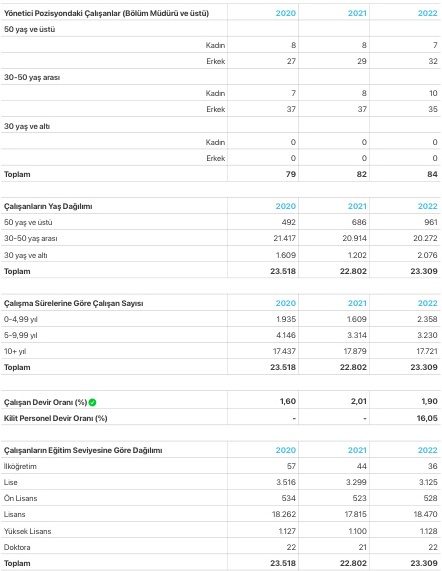 Yönetici Pozisyondaki Çalışanlar (Bölüm Müdürü ve üstü) 2020 2021 2022
50 yaş ve üstü
Kadın 8 8 7
Erkek 27 29 32
30-50 yaş arası
Kadın 7 8 10
Erkek 37 37 35
30 yaş ve altı
Kadın 0 0 0
Erkek 0 0 0
Toplam 79 82 84
Çalışanların Yaş Dağılımı 2020 2021 2022
50 yaş ve üstü 492 686 961
30-50 yaş arası 21.417 20.914 20.272
30 yaş ve altı 1.609 1.202 2.076
Toplam 23.518 22.802 23.309
Çalışma Sürelerine Göre Çalışan Sayısı 2020 2021 2022
0-4,99 yıl 1.935 1.609 2.358
5-9,99 yıl 4.146 3.314 3.230
10+ yıl 17.437 17.879 17.721
Toplam 23.518 22.802 23.309
Çalışan Devir Oranı (%) 1,60 2,01 1,90
Kilit Personel Devir Oranı (%) - - 16,05
Çalışanların Eğitim Seviyesine Göre Dağılımı 2020 2021 2022
İlköğretim 57 44 36
Lise 3.516 3.299 3.125
Ön Lisans 534 523 528
Lisans 18.262 17.815 18.470
Yüksek Lisans 1.127 1.100 1.128
Doktora 22 21 22
Toplam 23.518 22.802 23.309